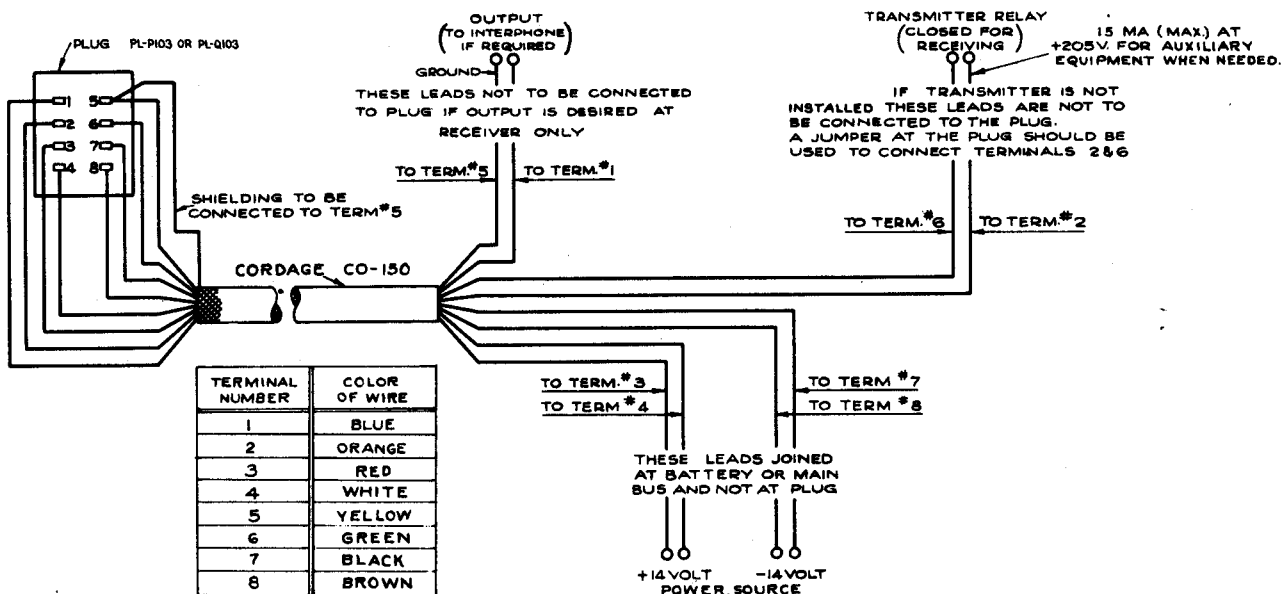 PLUG PL-P103 OR PL-Q103
1 5
2 6
3 7
4 8
SHIELDING TO BE
CONNECTED TO TERM#5
CORDAGE CO-150
OUTPUT
(TO INTERPHONE
IF REQUIRED)
GROUND
THESE LEADS NOT TO BE CONNECTED
TO PLUG IF OUTPUT IS DESIRED AT
RECEIVER ONLY
TO TERM.#5 TO TERM.#1
TRANSMITTER RELAY
(CLOSED FOR
RECEIVING)
15 MA (MAX.) AT
+205V. FOR AUXILIARY
EQUIPMENT WHEN NEEDED.
IF TRANSMITTER IS NOT
INSTALLED THESE LEADS ARE NOT TO
BE CONNECTED TO THE PLUG.
A JUMPER AT THE PLUG SHOULD BE
USED TO CONNECT TERMINALS 2&6
TO TERM.#6 TO TERM.#2
TERMINAL NUMBER COLOR OF WIRE
1 BLUE
2 ORANGE
3 RED
4 WHITE
5 YELLOW
6 GREEN
7 BLACK
8 BROWN
TO TERM.#3 TO TERM #7
TO TERM #4 TO TERM #8
THESE LEADS JOINED
AT BATTERY OR MAIN
BUS AND NOT AT PLUG
+14 VOLT -14 VOLT
POWER SOURCE